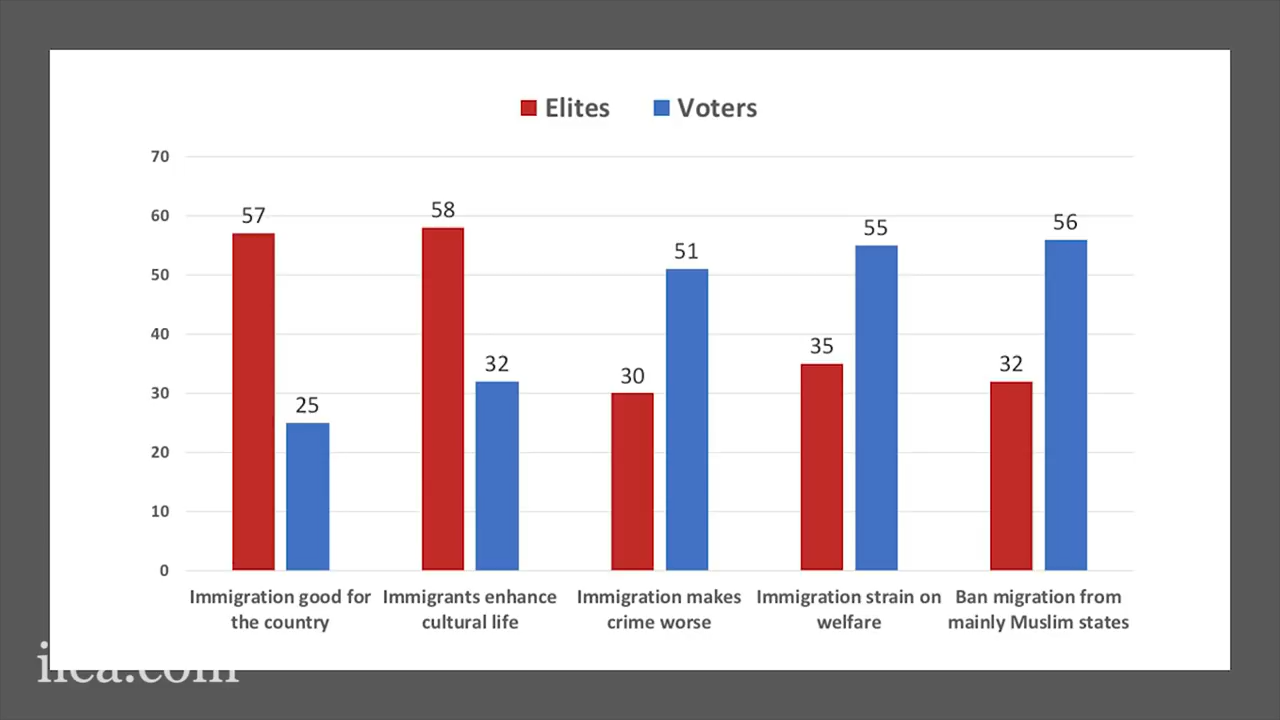 Elites Voters
70
60
50
40
30
20
10
0
57
25
58
32
30
51
35
55
32
56
Immigration good for
the country
Immigrants enhance
cultural life
Immigration makes
crime worse
Immigration strain on
welfare
Ban migration from
mainly Muslim states